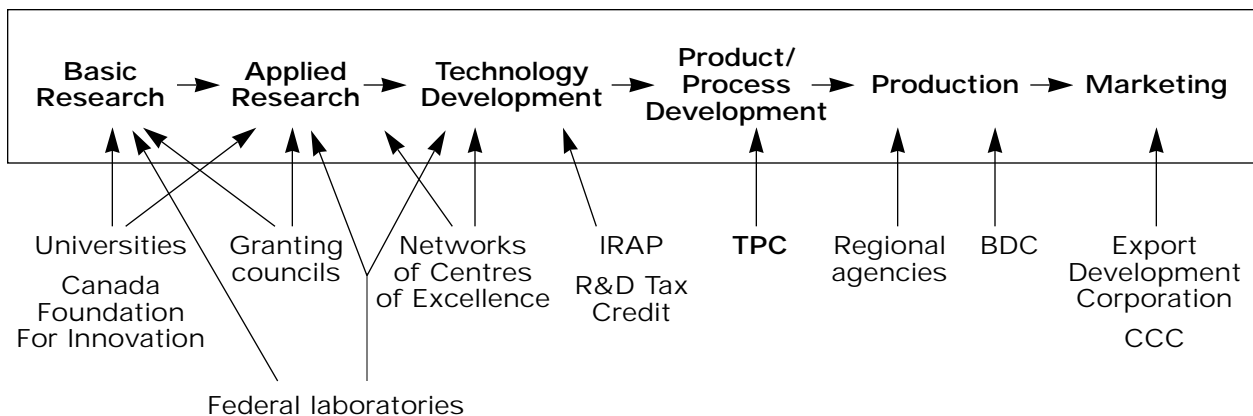 Basic
Research
Applied
Research
Technology
Development
Product/
Process
Development
Production
Marketing
Universities
Canada
Foundation
For Innovation
Granting
councils
Networks
of Centres
of Excellence
IRAP
R&D Tax
Credit
TPC
Regional
agencies
BDC
Export
Development
Corporation
CCC
Federal laboratories